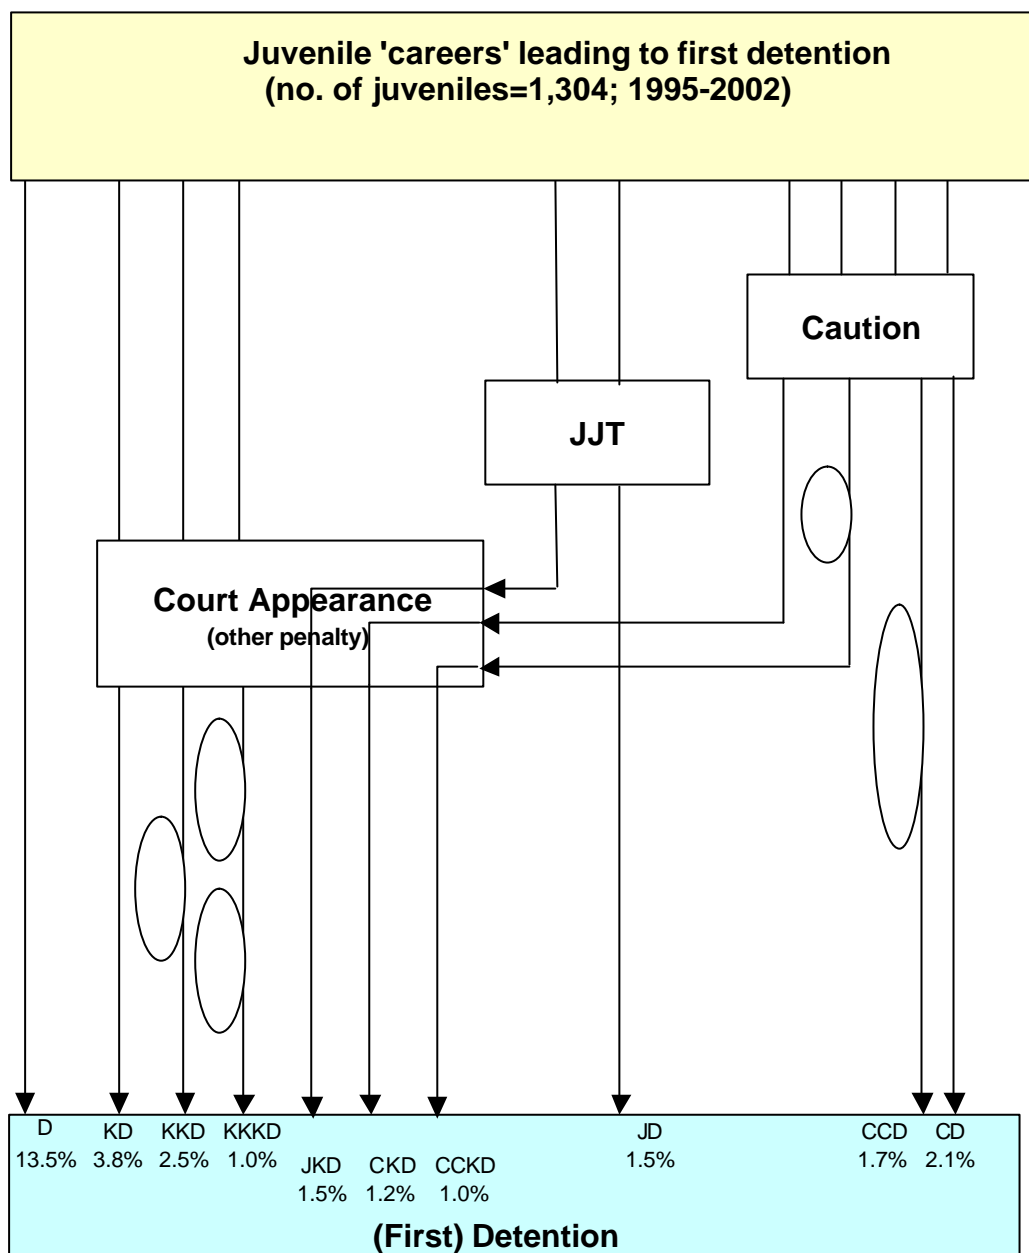 Juvenile 'careers' leading to first detention
(no. of juveniles=1,304; 1995-2002)
Caution
JJT
Court Appearance
(other penalty)
D KD KKD KKKD JD CCD CD
13.5% 3.8% 2.5% 1.0% 1.5% 1.7% 2.1%
JKD CKD CCKD
1.5% 1.2% 1.0%
(First) Detention